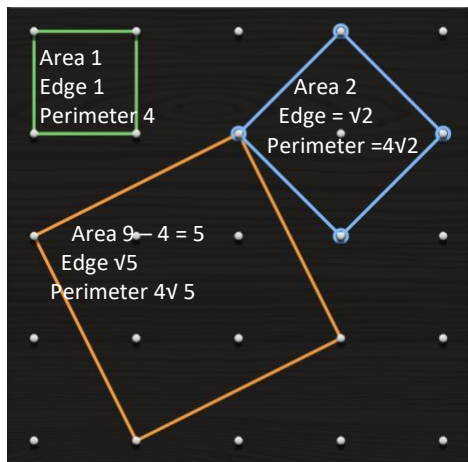 Area 1
Edge 1
Perimeter 4
Area 2
Edge = √2
Perimeter =4√2
Area 9 – 4 = 5
Edge √5
Perimeter 4√ 5